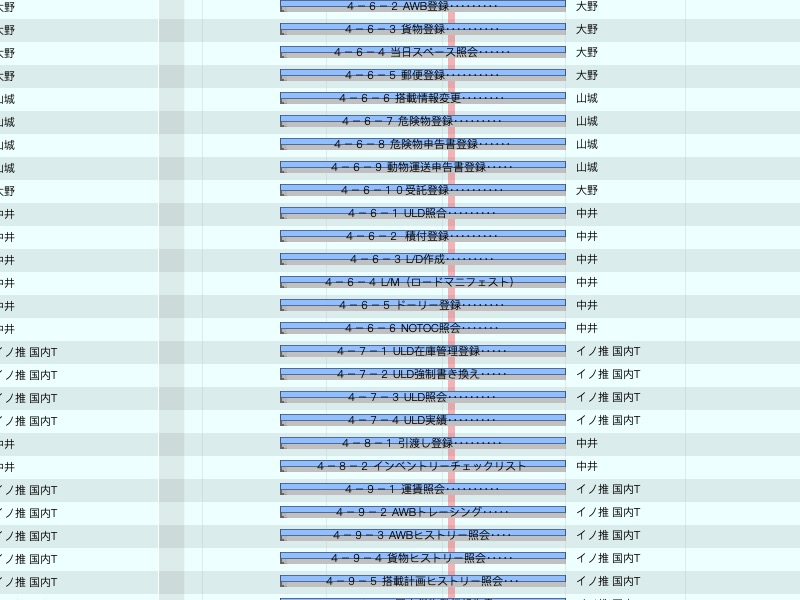 大野 4－6－2 AWB登録········· 大野
大野 4－6－3 貨物登録·········· 大野
大野 4－6－4 当日スペース照会······ 大野
大野 4－6－5 郵便登録·········· 大野
山城 4－6－6 搭載情報変更········ 山城
山城 4－6－7 危険物登録········· 山城
山城 4－6－8 危険物申告書登録······ 山城
山城 4－6－9 動物運送申告書登録····· 山城
大野 4－6－10受託登録·········· 大野
中井 4－6－1 ULD照合········· 中井
中井 4－6－2 積付登録·········· 中井
中井 4－6－3 L/D作成········· 中井
中井 4－6－4 L/M（ロードマニフェスト） 中井
中井 4－6－5 ドーリー登録········ 中井
中井 4－6－6 NOTOC照会······· 中井
イノ推 国内T 4－7－1 ULD在庫管理登録····· イノ推 国内T
イノ推 国内T 4－7－2 ULD強制書き換え····· イノ推 国内T
イノ推 国内T 4－7－3 ULD照会········· イノ推 国内T
イノ推 国内T 4－7－4 ULD実績········· イノ推 国内T
中井 4－8－1 引渡し登録········· 中井
中井 4－8－2 インベントリーチェックリスト 中井
イノ推 国内T 4－9－1 運賃照会·········· イノ推 国内T
イノ推 国内T 4－9－2 AWBトレーシング····· イノ推 国内T
イノ推 国内T 4－9－3 AWBヒストリー照会···· イノ推 国内T
イノ推 国内T 4－9－4 貨物ヒストリー照会····· イノ推 国内T
イノ推 国内T 4－9－5 搭載計画ヒストリー照会··· イノ推 国内T